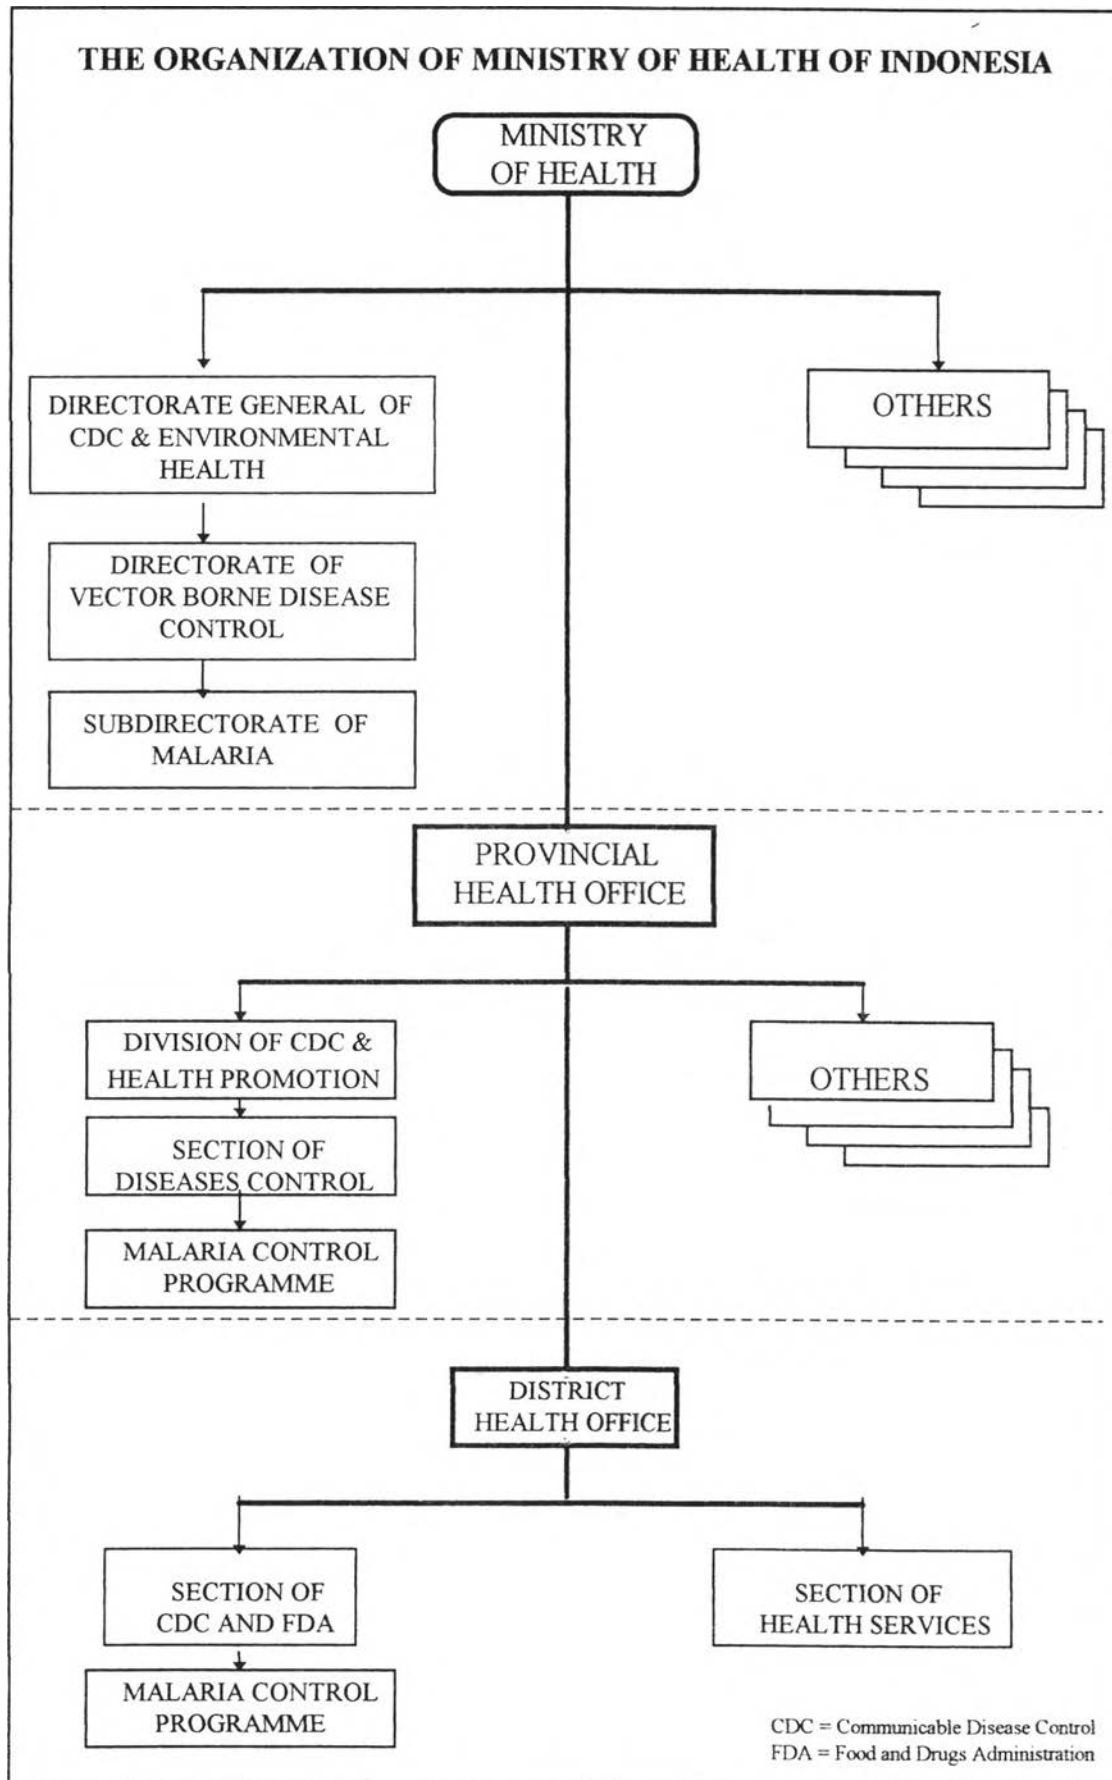 THE ORGANIZATION OF MINISTRY OF HEALTH OF INDONESIA
MINISTRY
OF HEALTH
DIRECTORATE GENERAL OF
CDC & ENVIRONMENTAL
HEALTH
OTHERS
DIRECTORATE OF
VECTOR BORNE DISEASE
CONTROL
SUBDIRECTORATE OF
MALARIA
PROVINCIAL
HEALTH OFFICE
DIVISION OF CDC &
HEALTH PROMOTION
OTHERS
SECTION OF
DISEASES CONTROL
MALARIA CONTROL
PROGRAMME
DISTRICT
HEALTH OFFICE
SECTION OF
CDC AND FDA
SECTION OF
HEALTH SERVICES
MALARIA CONTROL
PROGRAMME
CDC = Communicable Disease Control
FDA = Food and Drugs Administration